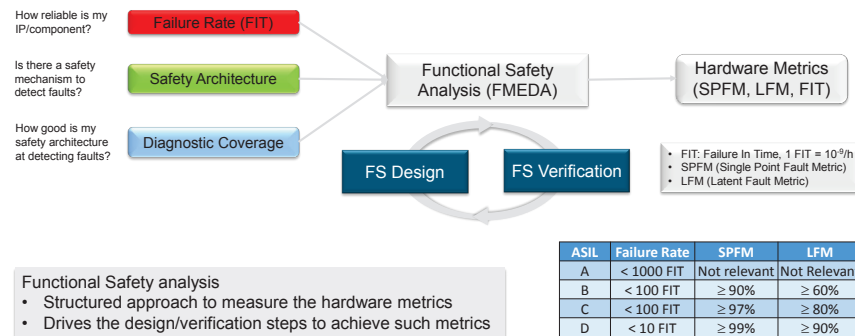 How reliable is my
IP/component?
Failure Rate (FIT)
Is there a safety
mechanism to
detect faults?
Safety Architecture
How good is my
safety architecture
at detecting faults?
Diagnostic Coverage
Functional Safety
Analysis (FMEDA)
Hardware Metrics
(SPFM, LFM, FIT)
FS Design
FS Verification
• FIT: Failure In Time, 1 FIT = 10⁻⁹/h
• SPFM (Single Point Fault Metric)
• LFM (Latent Fault Metric)
Functional Safety analysis
• Structured approach to measure the hardware metrics
• Drives the design/verification steps to achieve such metrics
ASIL Failure Rate SPFM LFM
A < 1000 FIT Not relevant Not Relevant
B < 100 FIT ≥ 90% ≥ 60%
C < 100 FIT ≥ 97% ≥ 80%
D < 10 FIT ≥ 99% ≥ 90%